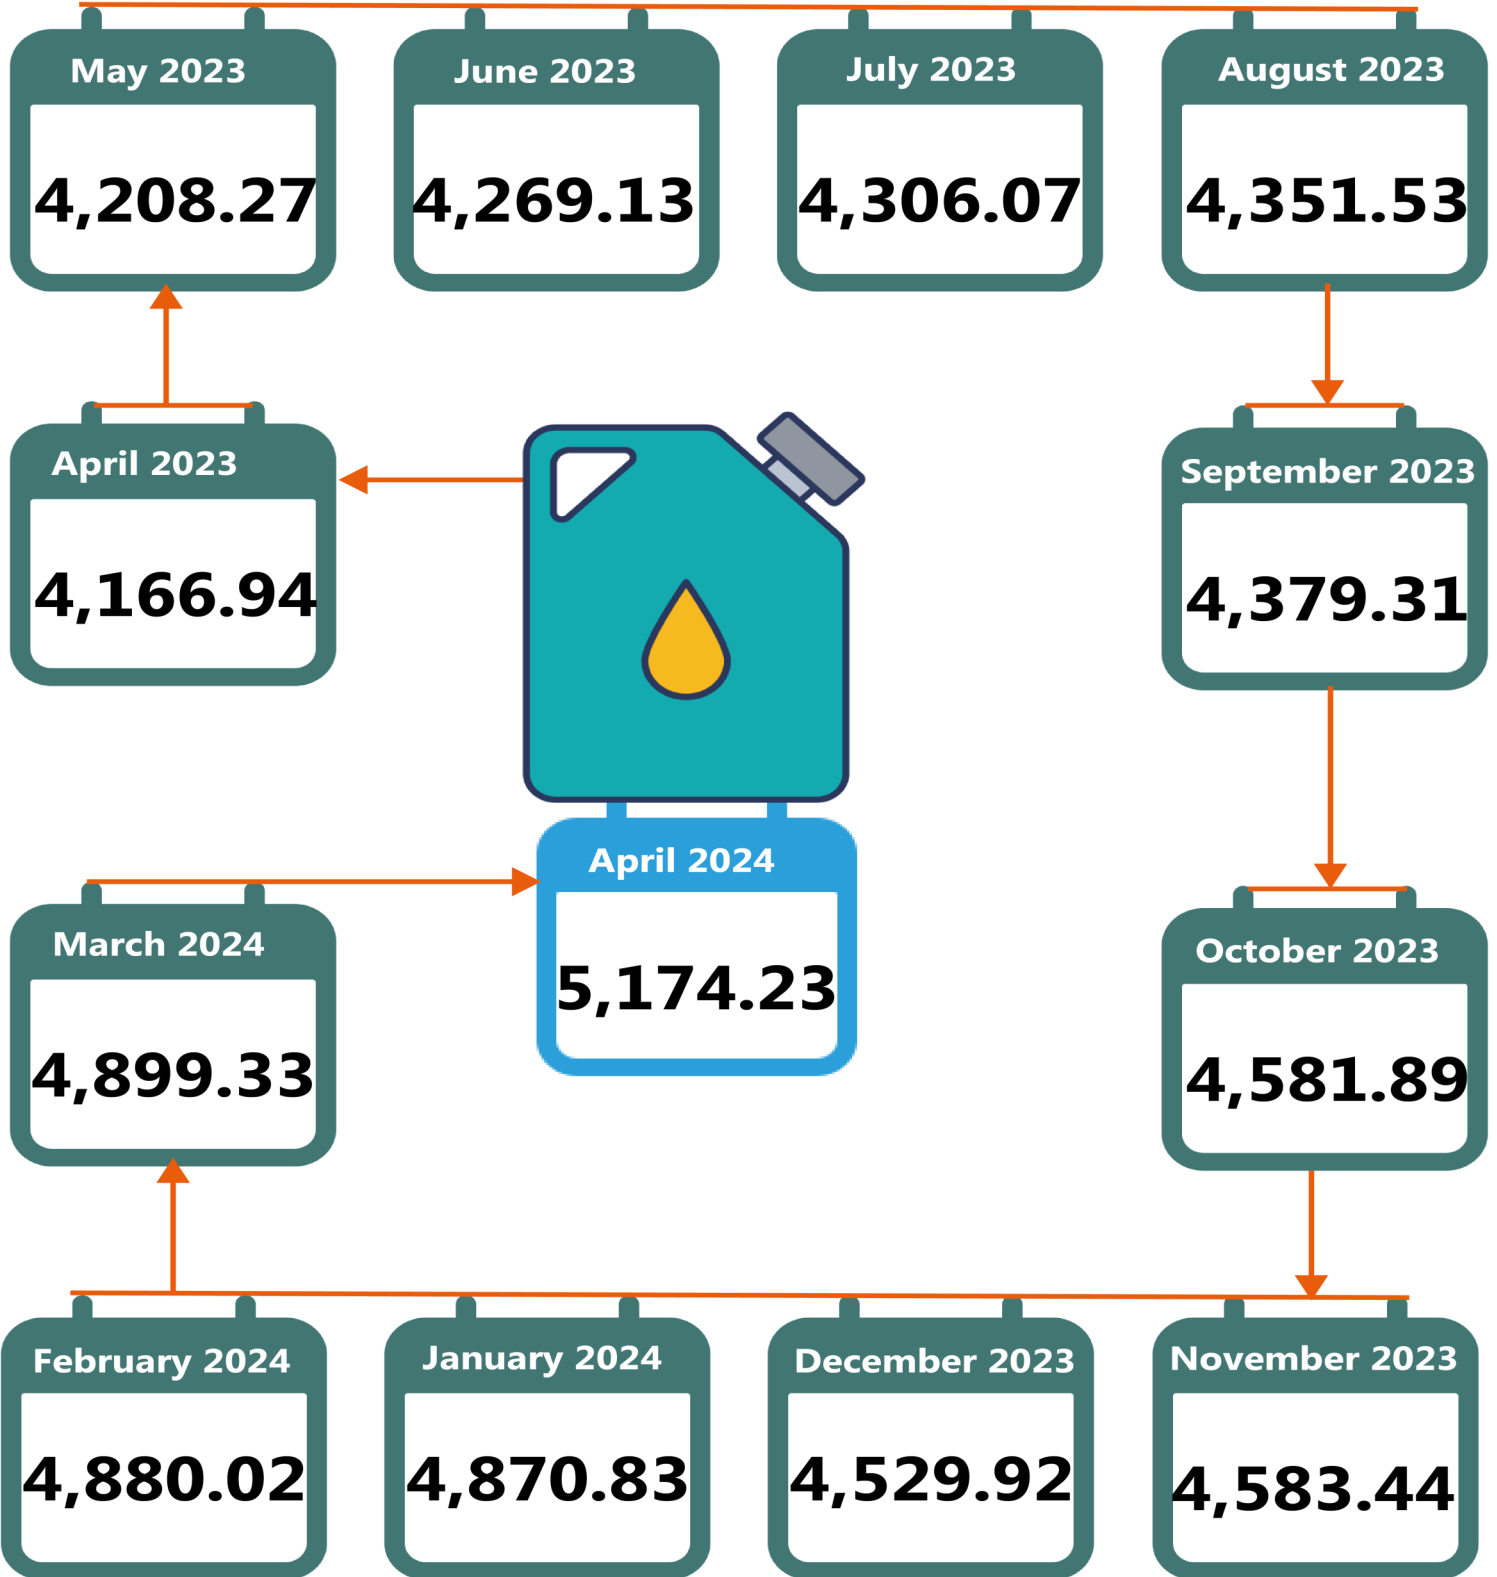 May 2023
4,208.27
June 2023
4,269.13
July 2023
4,306.07
August 2023
4,351.53
April 2023
4,166.94
September 2023
4,379.31
April 2024
5,174.23
March 2024
4,899.33
October 2023
4,581.89
February 2024
4,880.02
January 2024
4,870.83
December 2023
4,529.92
November 2023
4,583.44